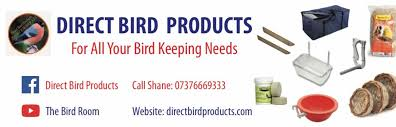 DIRECT BIRD PRODUCTS
For All Your Bird Keeping Needs
Direct Bird Products
Call Shane: 07376669333
The Bird Room
Website: directbirdproducts.com